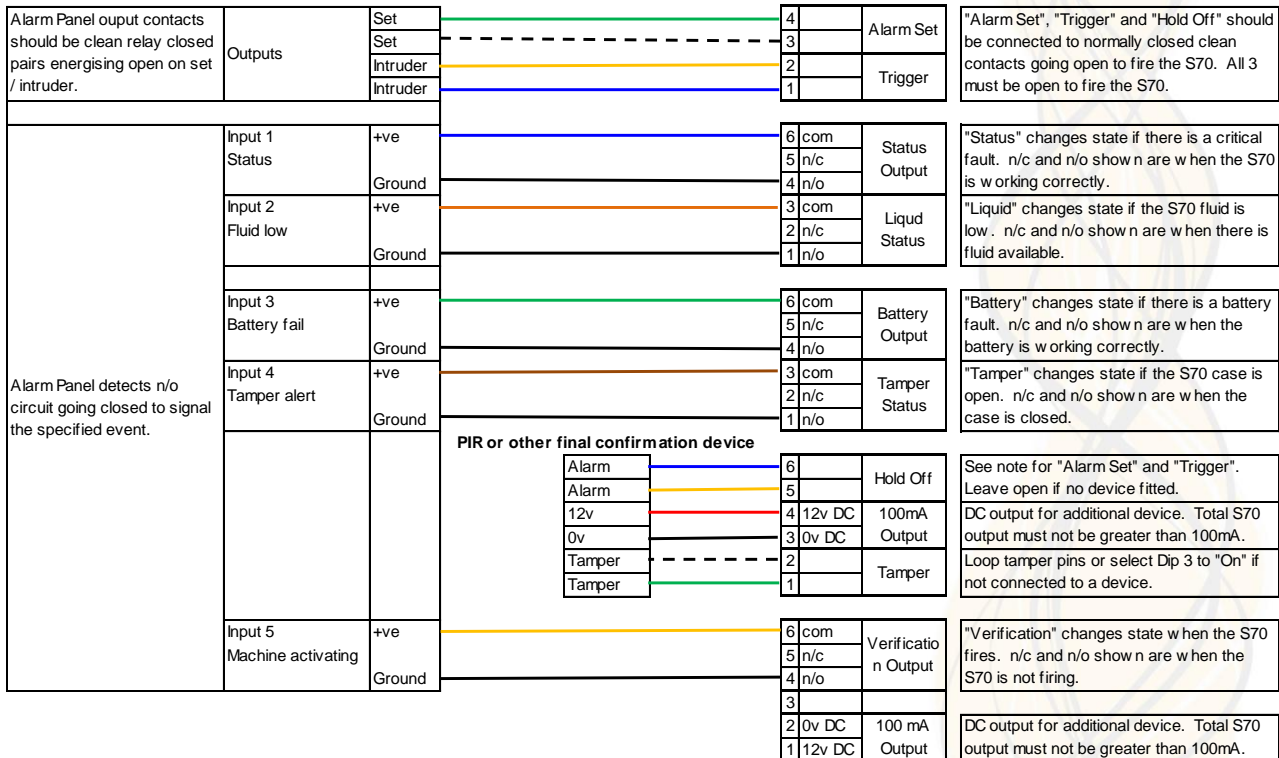 Alarm Panel ouput contacts
should be clean relay closed
pairs energising open on set
/ intruder.
Outputs
Set
Set
Intruder
Intruder
4
3
Alarm Set
2
1
Trigger
"Alarm Set", "Trigger" and "Hold Off" should
be connected to normally closed clean
contacts going open to fire the S70. All 3
must be open to fire the S70.
Alarm Panel detects n/o
circuit going closed to signal
the specified event.
Input 1
Status
+ve
Ground
6 com
5 n/c
4 n/o
Status
Output
"Status" changes state if there is a critical
fault. n/c and n/o shown are when the S70
is working correctly.
Input 2
Fluid low
+ve
Ground
3 com
2 n/c
1 n/o
Liqud
Status
"Liquid" changes state if the S70 fluid is
low. n/c and n/o shown are when there is
fluid available.
Input 3
Battery fail
+ve
Ground
6 com
5 n/c
4 n/o
Battery
Output
"Battery" changes state if there is a battery
fault. n/c and n/o shown are when the
battery is working correctly.
Input 4
Tamper alert
+ve
Ground
3 com
2 n/c
1 n/o
Tamper
Status
"Tamper" changes state if the S70 case is
open. n/c and n/o shown are when the
case is closed.
PIR or other final confirmation device
Alarm
Alarm
6
5
Hold Off
See note for "Alarm Set" and "Trigger".
Leave open if no device fitted.
12v
0v
4 12v DC
3 0v DC
100mA
Output
DC output for additional device. Total S70
output must not be greater than 100mA.
Tamper
Tamper
2
1
Tamper
Loop tamper pins or select Dip 3 to "On" if
not connected to a device.
Input 5
Machine activating
+ve
Ground
6 com
5 n/c
4 n/o
Verificatio
n Output
"Verification" changes state when the S70
fires. n/c and n/o shown are when the
S70 is not firing.
3
2 0v DC
1 12v DC
100 mA
Output
DC output for additional device. Total S70
output must not be greater than 100mA.